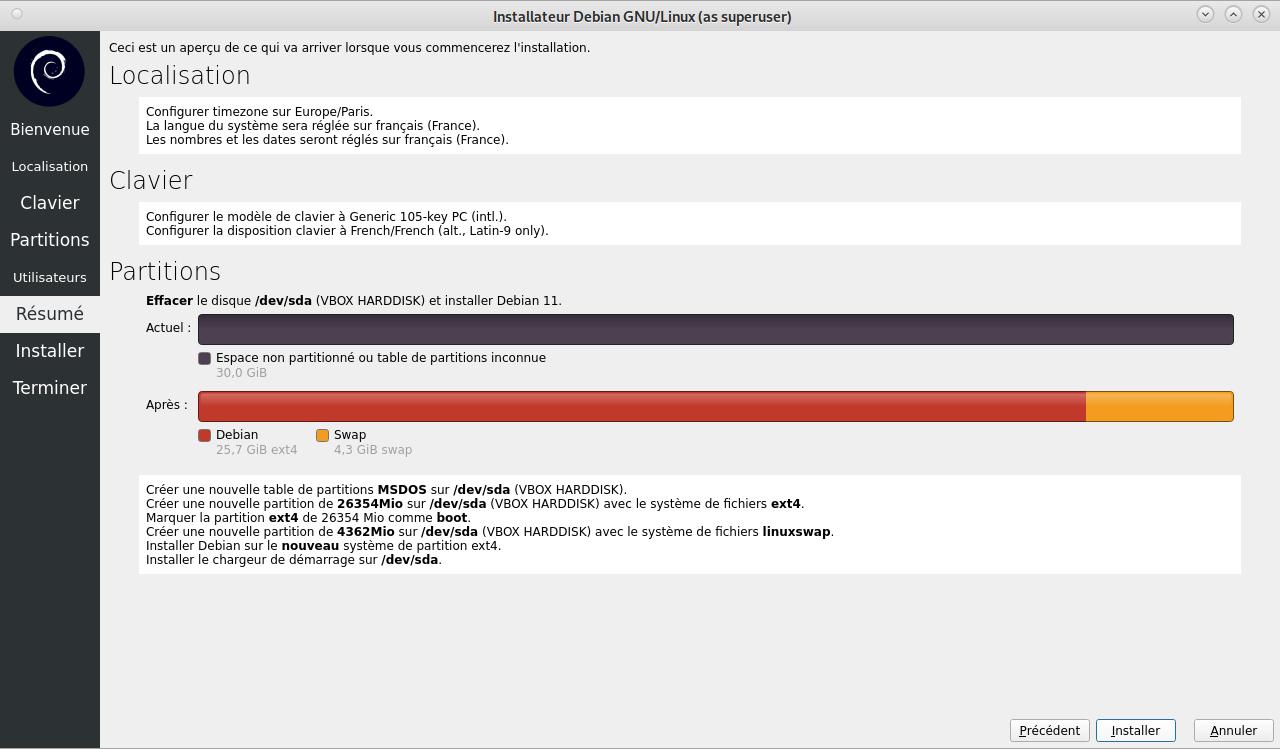 Installateur Debian GNU/Linux (as superuser)
Bienvenue
Localisation
Clavier
Partitions
Utilisateurs
Résumé
Installer
Terminer
Ceci est un aperçu de ce qui va arriver lorsque vous commencerez l'installation.
Localisation
Configurer timezone sur Europe/Paris.
La langue du système sera réglée sur français (France).
Les nombres et les dates seront réglés sur français (France).
Clavier
Configurer le modèle de clavier à Generic 105-key PC (intl.).
Configurer la disposition clavier à French/French (alt., Latin-9 only).
Partitions
Effacer le disque /dev/sda (VBOX HARDDISK) et installer Debian 11.
Actuel :
Espace non partitionné ou table de partitions inconnue
30,0 GiB
Après :
Debian Swap
25,7 GiB ext4 4,3 GiB swap
Créer une nouvelle table de partitions MSDOS sur /dev/sda (VBOX HARDDISK).
Créer une nouvelle partition de 26354Mio sur /dev/sda (VBOX HARDDISK) avec le système de fichiers ext4.
Marquer la partition ext4 de 26354 Mio comme boot.
Créer une nouvelle partition de 4362Mio sur /dev/sda (VBOX HARDDISK) avec le système de fichiers linuxswap.
Installer Debian sur le nouveau système de partition ext4.
Installer le chargeur de démarrage sur /dev/sda.
Précédent Installer Annuler